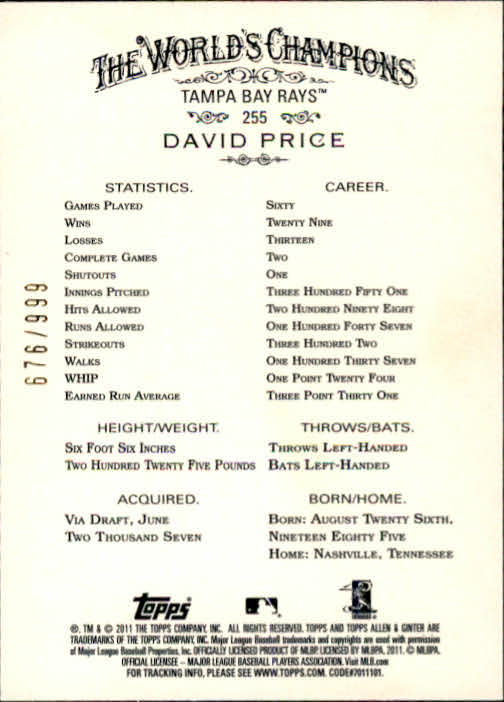 THE WORLD'S CHAMPIONS
TAMPA BAY RAYS™
255
DAVID PRICE
STATISTICS. CAREER.
GAMES PLAYED SIXTY
WINS TWENTY NINE
LOSSES THIRTEEN
COMPLETE GAMES TWO
SHUTOUTS ONE
INNINGS PITCHED THREE HUNDRED FIFTY ONE
HITS ALLOWED TWO HUNDRED NINETY EIGHT
RUNS ALLOWED ONE HUNDRED FORTY SEVEN
STRIKEOUTS THREE HUNDRED TWO
WALKS ONE HUNDRED THIRTY SEVEN
WHIP ONE POINT TWENTY FOUR
EARNED RUN AVERAGE THREE POINT THIRTY ONE
676/999
HEIGHT/WEIGHT. THROWS/BATS.
SIX FOOT SIX INCHES THROWS LEFT-HANDED
TWO HUNDRED TWENTY FIVE POUNDS BATS LEFT-HANDED
ACQUIRED. BORN/HOME.
VIA DRAFT, JUNE BORN: AUGUST TWENTY SIXTH,
TWO THOUSAND SEVEN NINETEEN EIGHTY FIVE
HOME: NASHVILLE, TENNESSEE
Topps
®, TM & © 2011 THE TOPPS COMPANY, INC. ALL RIGHTS RESERVED. TOPPS AND TOPPS ALLEN & GINTER ARE
TRADEMARKS OF THE TOPPS COMPANY, INC. Major League Baseball trademarks and copyrights are used with permission
of Major League Baseball Properties, Inc. OFFICIALLY LICENSED PRODUCT OF MLBP. LICENSED BY MLBPA, 2011. © MLBPA,
OFFICIAL LICENSEE – MAJOR LEAGUE BASEBALL PLAYERS ASSOCIATION. Visit MLB.com
FOR TRACKING INFO, PLEASE SEE WWW.TOPPS.COM. CODE#7011101.